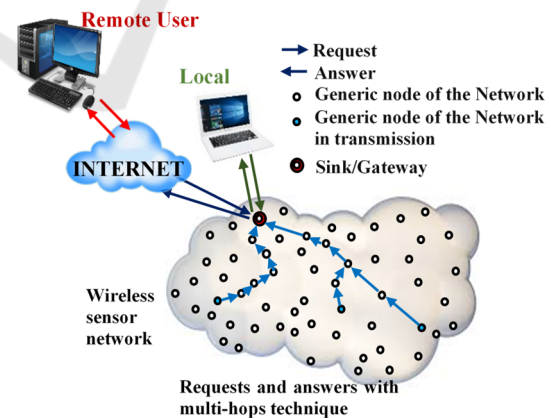 Remote User
Local
Request
Answer
Generic node of the Network
Generic node of the Network
in transmission
Sink/Gateway
INTERNET
Wireless
sensor
network
Requests and answers with
multi-hops technique